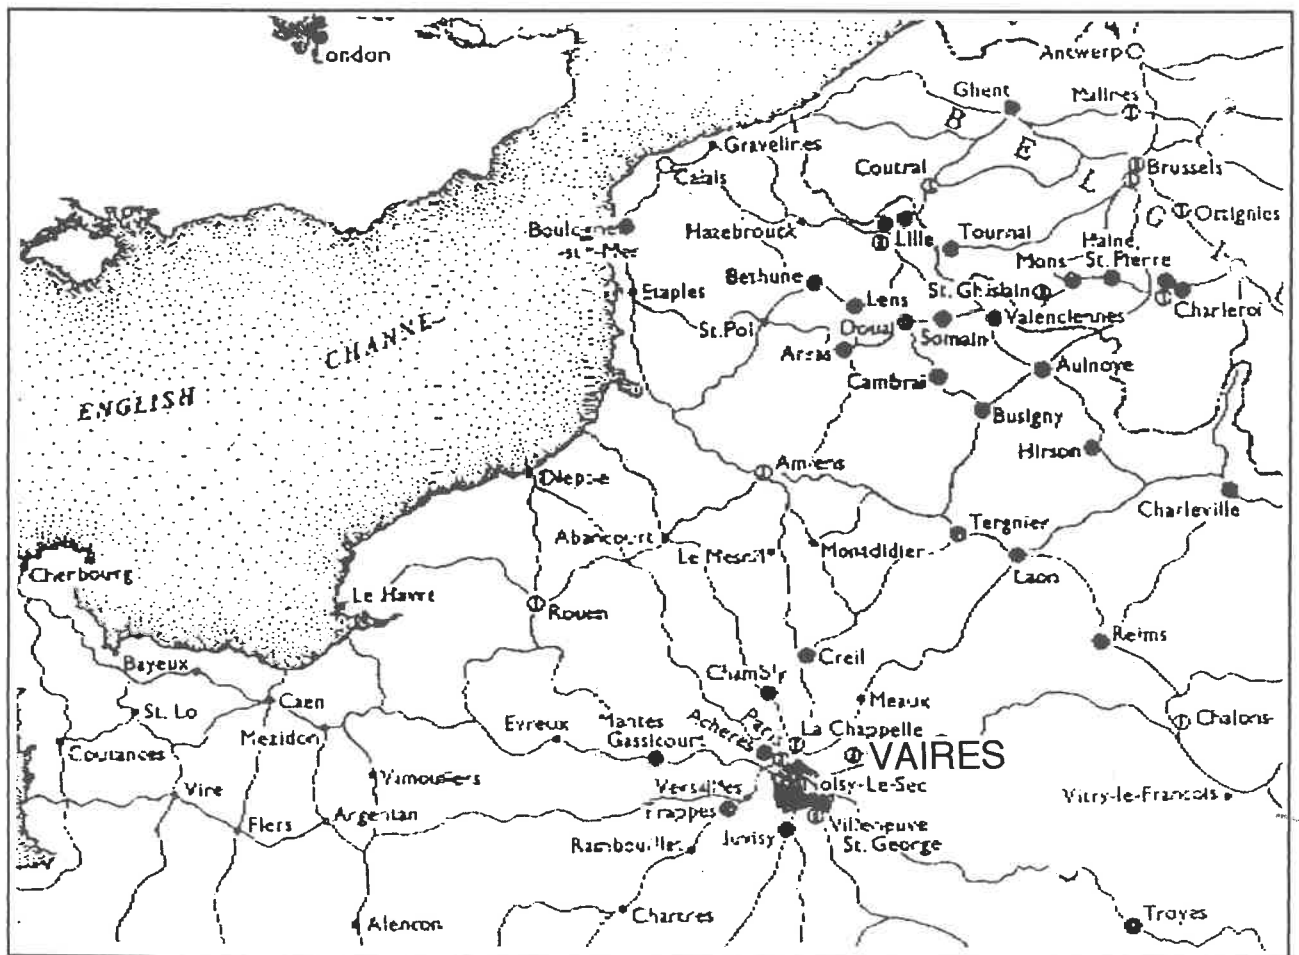 London
Antwerp
Ghent
Malines
B
E
L
G
I
Gravelines
Coutrai
Brussels
Calais
Ottignies
Boulogne
Hazebrouck
Lille
Tournai
Haine
St. Pierre
Mons
Bethune
St. Ghislain
Etaples
Lens
Charleroi
St. Pol
Douai
Valenciennes
Somain
CHANNEL
Arras
Aulnoye
Cambrai
ENGLISH
Busigny
Hirson
Amiens
Dieppe
Charleville
Tergnier
Abancourt
Le Mesnil
Montdidier
Laon
Cherbourg
Le Havre
Rouen
Reims
Bayeux
Creil
Chambly
Caen
Meaux
St. Lo
Evreux
Mantes
Gassicourt
Acheres
Paris
La Chappelle
Chalons
Coutances
Mezidon
VAIRES
Vimoutiers
Vire
Versailles
Noisy-Le-Sec
Vitry-le-Francois
Trappes
Flers
Argentan
Juvisy
Villeneuve
St. George
Rambouillet
Chartres
Alencon
Troyes